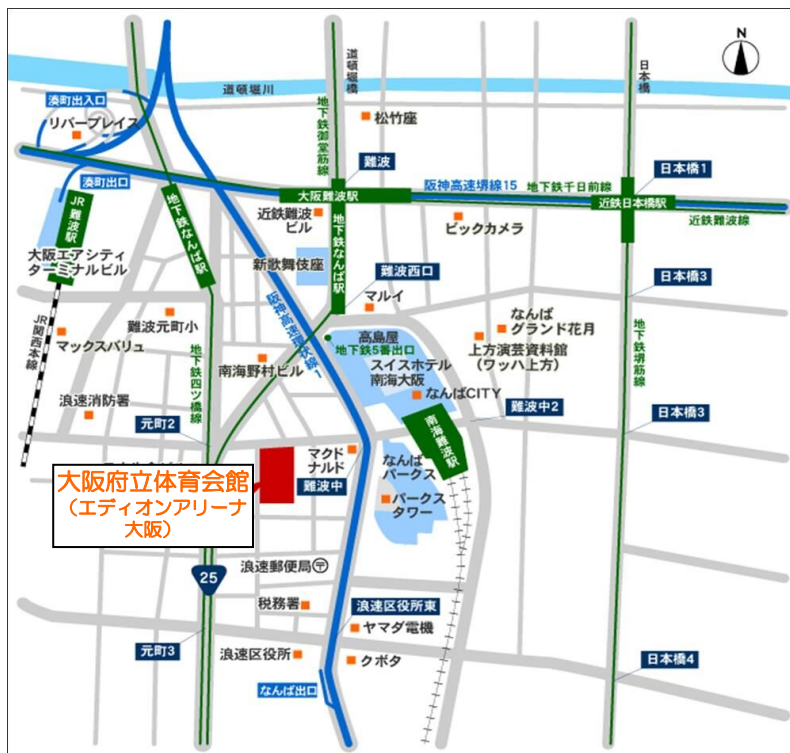 N
道頓堀橋
日本橋
道頓堀川
湊町出入口
リバープレイス
地下鉄御堂筋線
松竹座
難波
日本橋1
湊町出口
大阪難波駅
阪神高速堺線15
地下鉄千日前線
近鉄日本橋駅
近鉄難波線
JR難波駅
地下鉄なんば駅
近鉄難波
ビル
地下鉄なんば駅
ビックカメラ
大阪エアシティ
ターミナルビル
新歌舞伎座
難波西口
日本橋3
阪神高速環状線1
マルイ
JR関西本線
難波元町小
マックスバリュ
なんば
グランド花月
高島屋
地下鉄5番出口
上方演芸資料館
(ワッハ上方)
地下鉄堺筋線
地下鉄四ツ橋線
南海野村ビル
スイスホテル
南海大阪
なんばCITY
浪速消防署
元町2
難波中2
日本橋3
南海難波駅
マクド
ナルド
なんば
パークス
難波中
パークス
タワー
大阪府立体育会館
(エディオンアリーナ
大阪)
浪速郵便局
25
税務署
浪速区役所東
ヤマダ電機
元町3
浪速区役所
クボタ
日本橋4
なんば出口